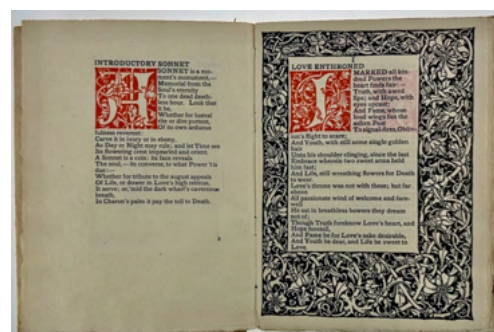 INTRODUCTORY SONNET
A SONNET is a mo-
ment's monument,—
Memorial from the
Soul's eternity
To one dead death-
less hour. Look that
it be,
Whether for lustral
rite or dire portent,
Of its own arduous
fulness reverent:
Carve it in ivory or in ebony,
As Day or Night may rule; and let Time see
Its flowering crest impearled and orient.
A Sonnet is a coin: its face reveals
The soul,—its converse, to what Power 'tis
due:—
Whether for tribute to the august appeals
Of Life, or dower in Love's high retinue,
It serve; or, 'mid the dark wharf's cavernous
breath,
In Charon's palm it pay the toll to Death.
LOVE ENTHRONED
I MARKED all kin-
dred Powers the
heart finds fair:—
Truth, with awed
lips; and Hope, with
eyes upcast;
And Fame, whose
loud wings fan the
ashen Past
To signal-fires, Obliv-
ion's flight to scare;
And Youth, with still some single golden
hair
Unto his shoulder clinging, since the last
Embrace wherein two sweet arms held
him fast;
And Life, still wreathing flowers for Death
to wear.
Love's throne was not with these; but far
above
All passionate wind of welcome and fare-
well
He sat in breathless bowers they dream
not of;
Though Truth foreknow Love's heart, and
Hope foretell,
And Fame be for Love's sake desirable,
And Youth be dear, and Life be sweet to
Love.